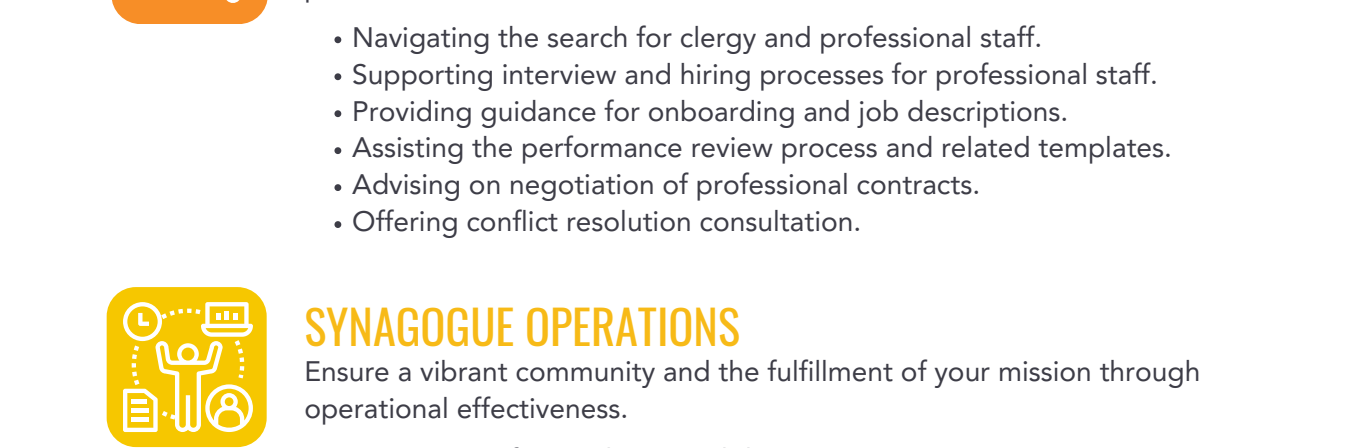 • Navigating the search for clergy and professional staff.
• Supporting interview and hiring processes for professional staff.
• Providing guidance for onboarding and job descriptions.
• Assisting the performance review process and related templates.
• Advising on negotiation of professional contracts.
• Offering conflict resolution consultation.
SYNAGOGUE OPERATIONS
Ensure a vibrant community and the fulfillment of your mission through
operational effectiveness.